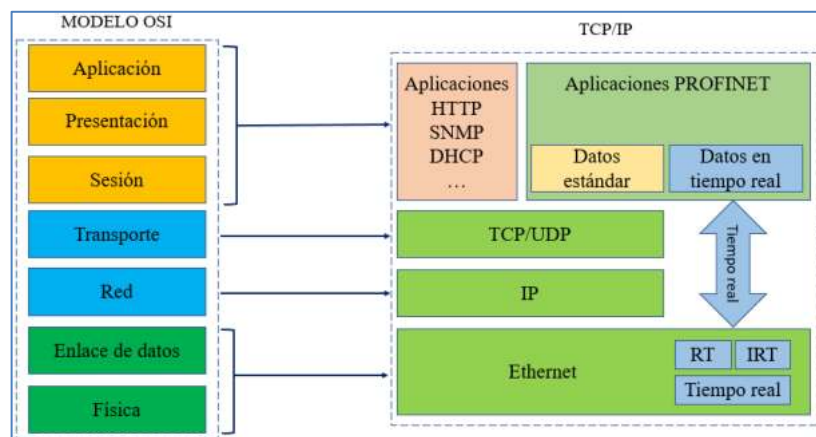 MODELO OSI
Aplicación
Presentación
Sesión
Transporte
Red
Enlace de datos
Física
TCP/IP
Aplicaciones
HTTP
SNMP
DHCP
...
Aplicaciones PROFINET
Datos
estándar
Datos en
tiempo real
TCP/UDP
IP
Tiempo real
Ethernet
RT
IRT
Tiempo real